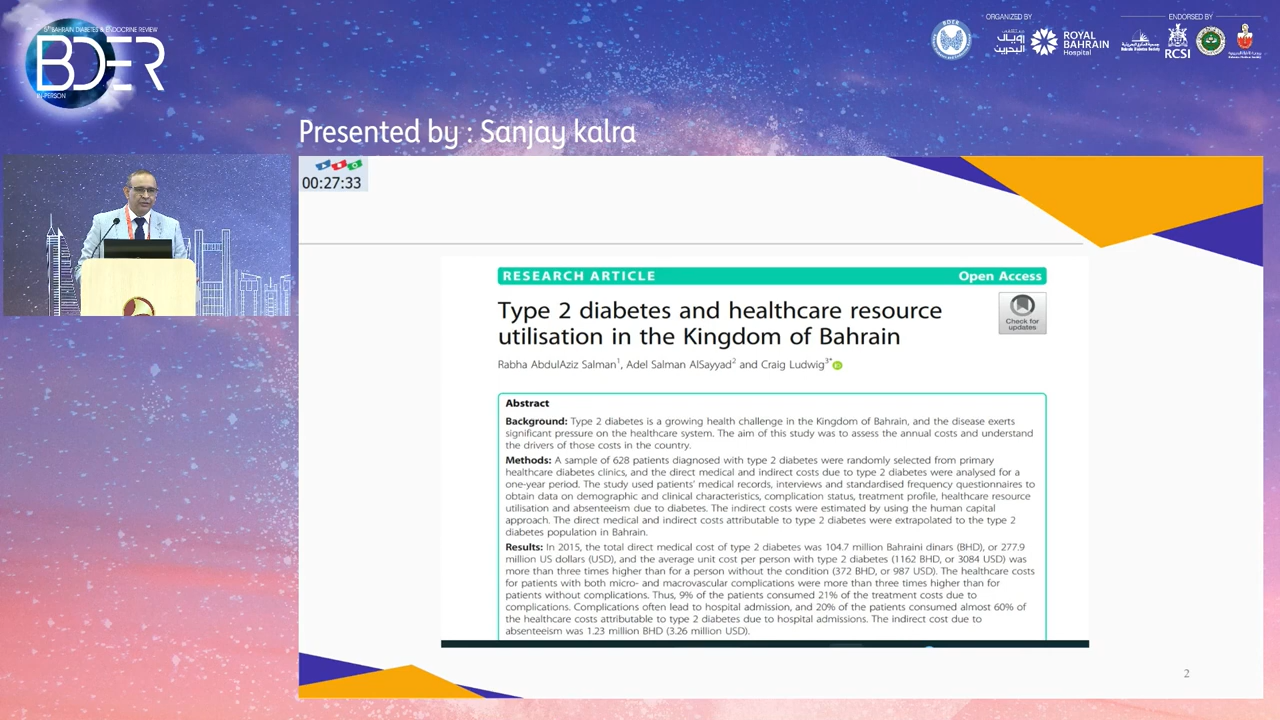 6th BAHRAIN DIABETES & ENDOCRINE REVIEW
BDER
IN-PERSON
ORGANIZED BY
BDER
رويال
البحرين
ROYAL
BAHRAIN
Hospital
ENDORSED BY
Bahrain Diabetes Society
RCSI
Presented by : Sanjay kalra
00:27:33
RESEARCH ARTICLE
Open Access
Type 2 diabetes and healthcare resource
utilisation in the Kingdom of Bahrain
Check for
updates
Rabha AbdulAziz Salman1, Adel Salman AlSayyad2 and Craig Ludwig3*
Abstract
Background: Type 2 diabetes is a growing health challenge in the Kingdom of Bahrain, and the disease exerts
significant pressure on the healthcare system. The aim of this study was to assess the annual costs and understand
the drivers of those costs in the country.
Methods: A sample of 628 patients diagnosed with type 2 diabetes were randomly selected from primary
healthcare diabetes clinics, and the direct medical and indirect costs due to type 2 diabetes were analysed for a
one-year period. The study used patients’ medical records, interviews and standardised frequency questionnaires to
obtain data on demographic and clinical characteristics, complication status, treatment profile, healthcare resource
utilisation and absenteeism due to diabetes. The indirect costs were estimated by using the human capital
approach. The direct medical and indirect costs attributable to type 2 diabetes were extrapolated to the type 2
diabetes population in Bahrain.
Results: In 2015, the total direct medical cost of type 2 diabetes was 104.7 million Bahraini dinars (BHD), or 277.9
million US dollars (USD), and the average unit cost per person with type 2 diabetes (1162 BHD, or 3084 USD) was
more than three times higher than for a person without the condition (372 BHD, or 987 USD). The healthcare costs
for patients with both micro- and macrovascular complications were more than three times higher than for
patients without complications. Thus, 9% of the patients consumed 21% of the treatment costs due to
complications. Complications often lead to hospital admission, and 20% of the patients consumed almost 60% of
the healthcare costs attributable to type 2 diabetes due to hospital admissions. The indirect cost due to
absenteeism was 1.23 million BHD (3.26 million USD).
2